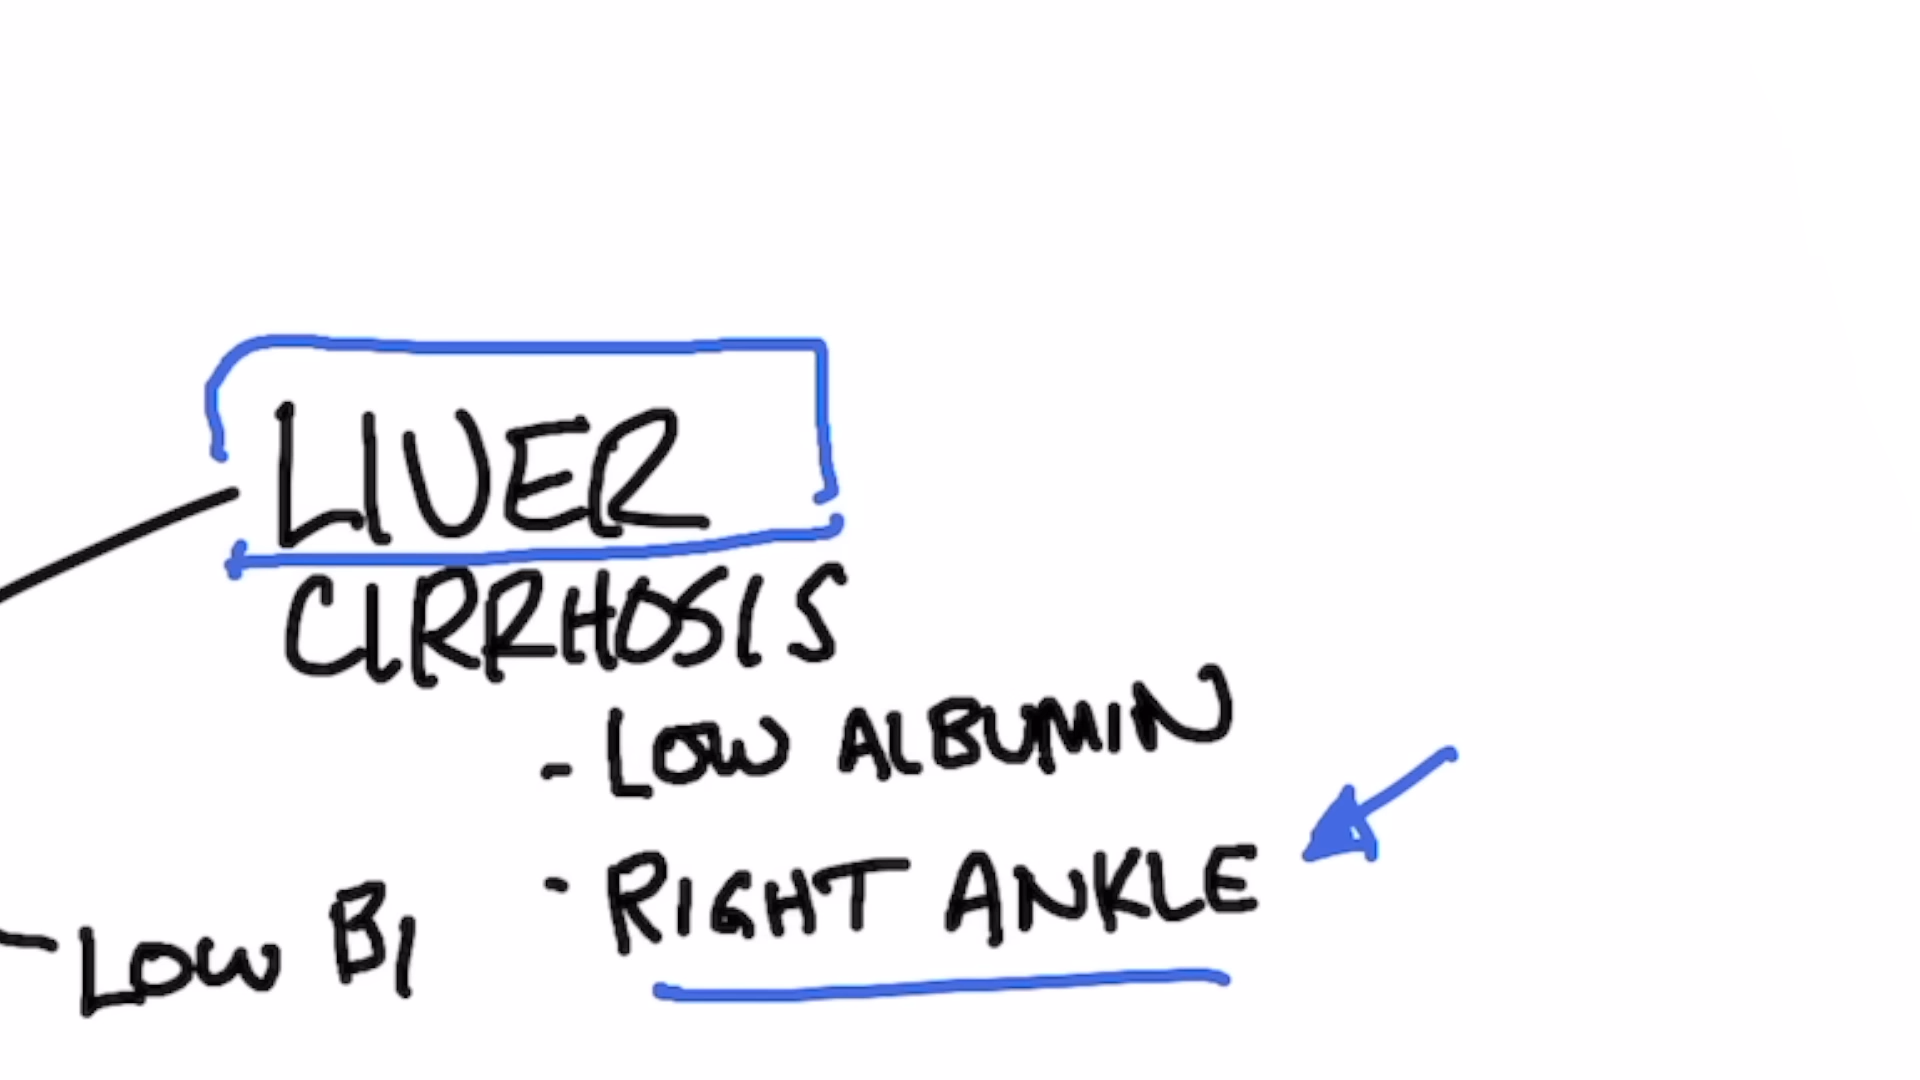 LIVER
CIRRHOSIS
- LOW ALBUMIN
- RIGHT ANKLE
LOW B1